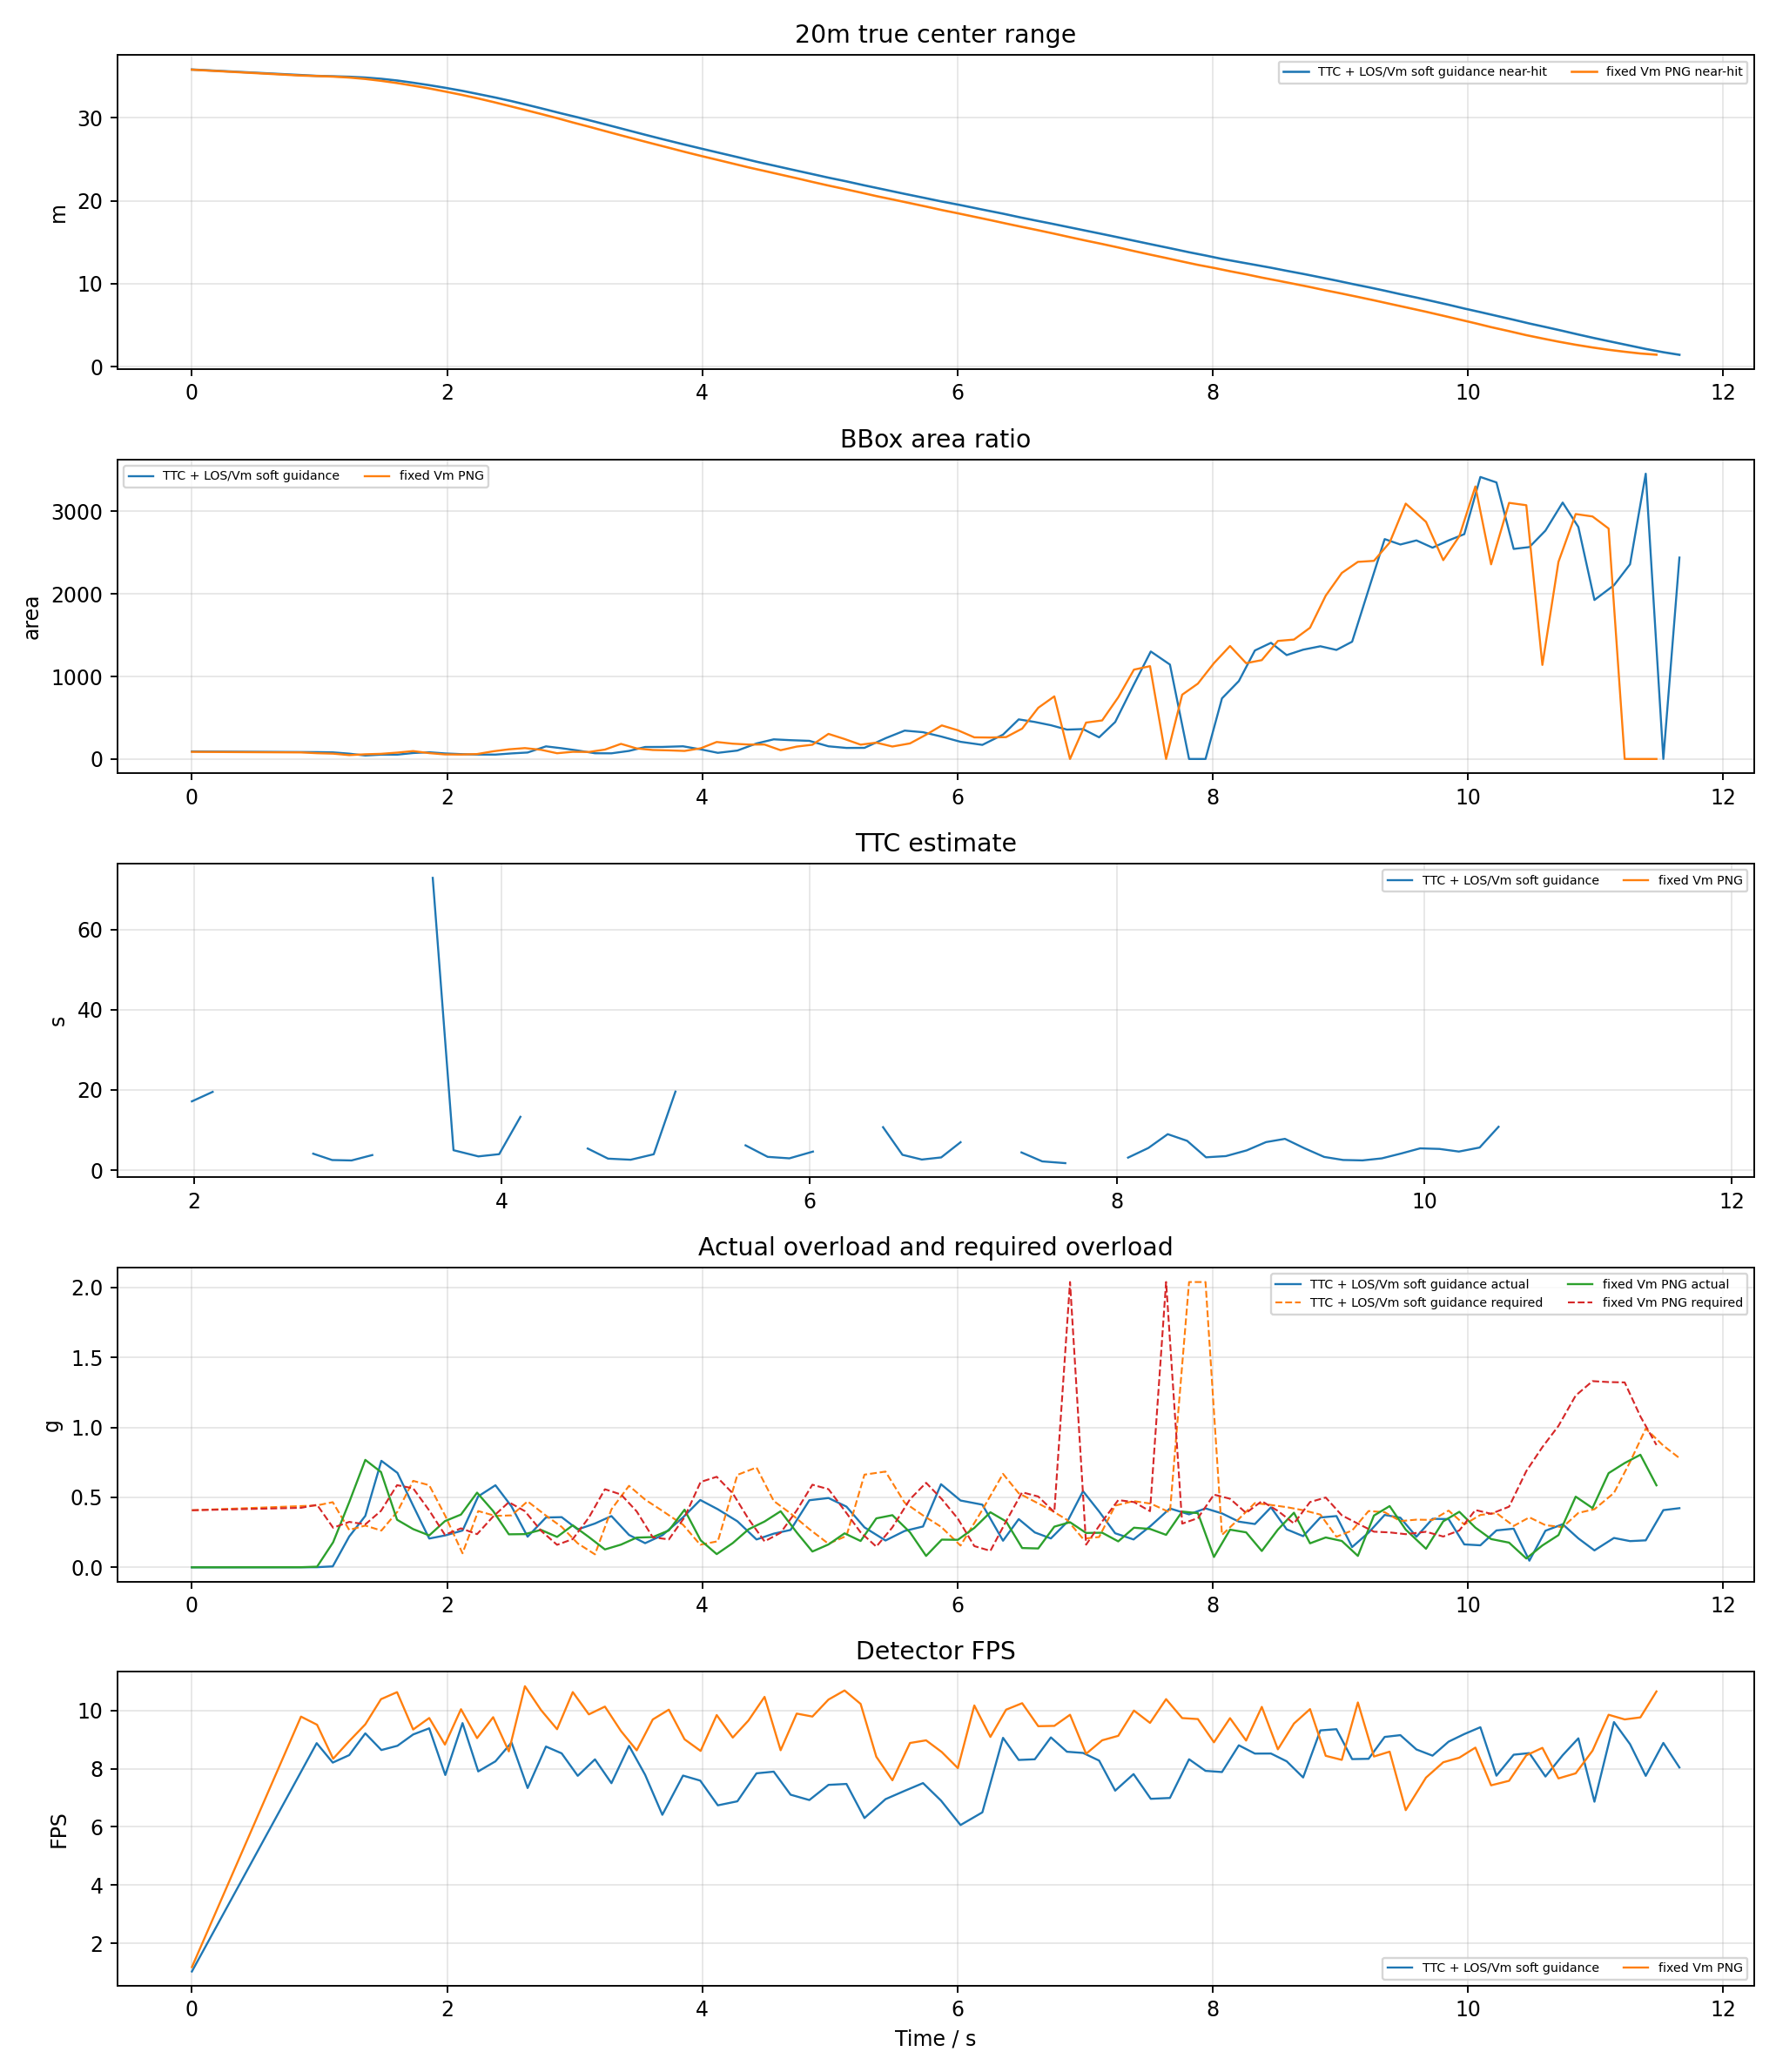 20m true center range
TTC + LOS/Vm soft guidance near-hit fixed Vm PNG near-hit
m
30
20
10
0
0 2 4 6 8 10 12
BBox area ratio
TTC + LOS/Vm soft guidance fixed Vm PNG
area
3000
2000
1000
0
0 2 4 6 8 10 12
TTC estimate
TTC + LOS/Vm soft guidance fixed Vm PNG
s
60
40
20
0
2 4 6 8 10 12
Actual overload and required overload
TTC + LOS/Vm soft guidance actual fixed Vm PNG actual
TTC + LOS/Vm soft guidance required fixed Vm PNG required
g
2.0
1.5
1.0
0.5
0.0
0 2 4 6 8 10 12
Detector FPS
FPS
10
8
6
4
2
TTC + LOS/Vm soft guidance fixed Vm PNG
0 2 4 6 8 10 12
Time / s